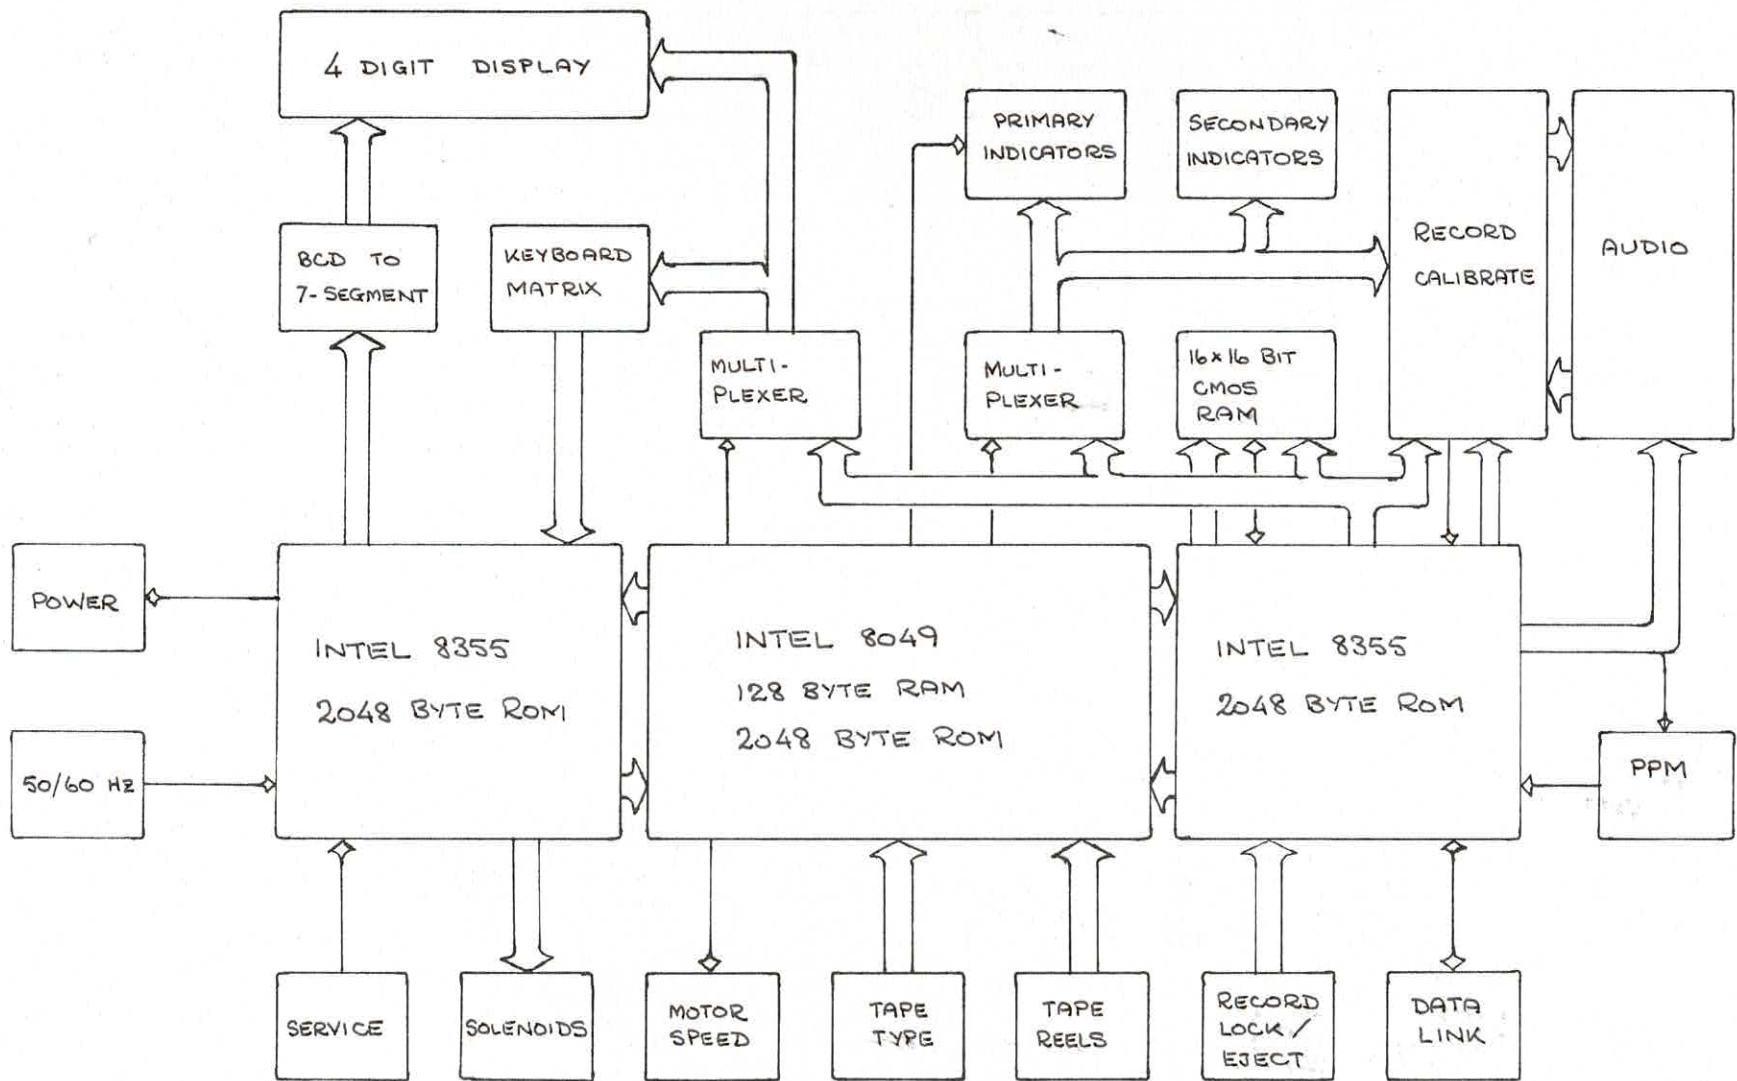 4 DIGIT DISPLAY
PRIMARY
INDICATORS
SECONDARY
INDICATORS
RECORD
CALIBRATE
AUDIO
BCD TO
7-SEGMENT
KEYBOARD
MATRIX
MULTI-
PLEXER
MULTI-
PLEXER
16×16 BIT
CMOS
RAM
POWER
INTEL 8355
2048 BYTE ROM
INTEL 8049
128 BYTE RAM
2048 BYTE ROM
INTEL 8355
2048 BYTE ROM
50/60 HZ
PPM
SERVICE
SOLENOIDS
MOTOR
SPEED
TAPE
TYPE
TAPE
REELS
RECORD
LOCK/
EJECT
DATA
LINK